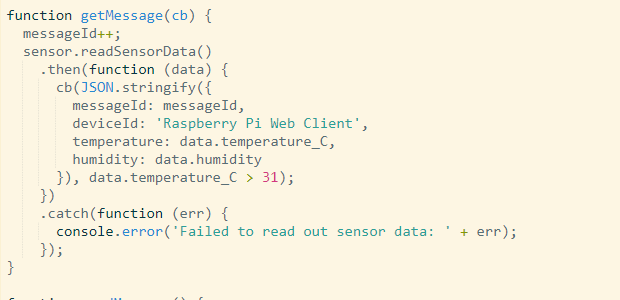 function getMessage(cb) {
  messageId++;
  sensor.readSensorData()
    .then(function (data) {
      cb(JSON.stringify({
        messageId: messageId,
        deviceId: 'Raspberry Pi Web Client',
        temperature: data.temperature_C,
        humidity: data.humidity
      }), data.temperature_C > 31);
    })
    .catch(function (err) {
      console.error('Failed to read out sensor data: ' + err);
    });
}